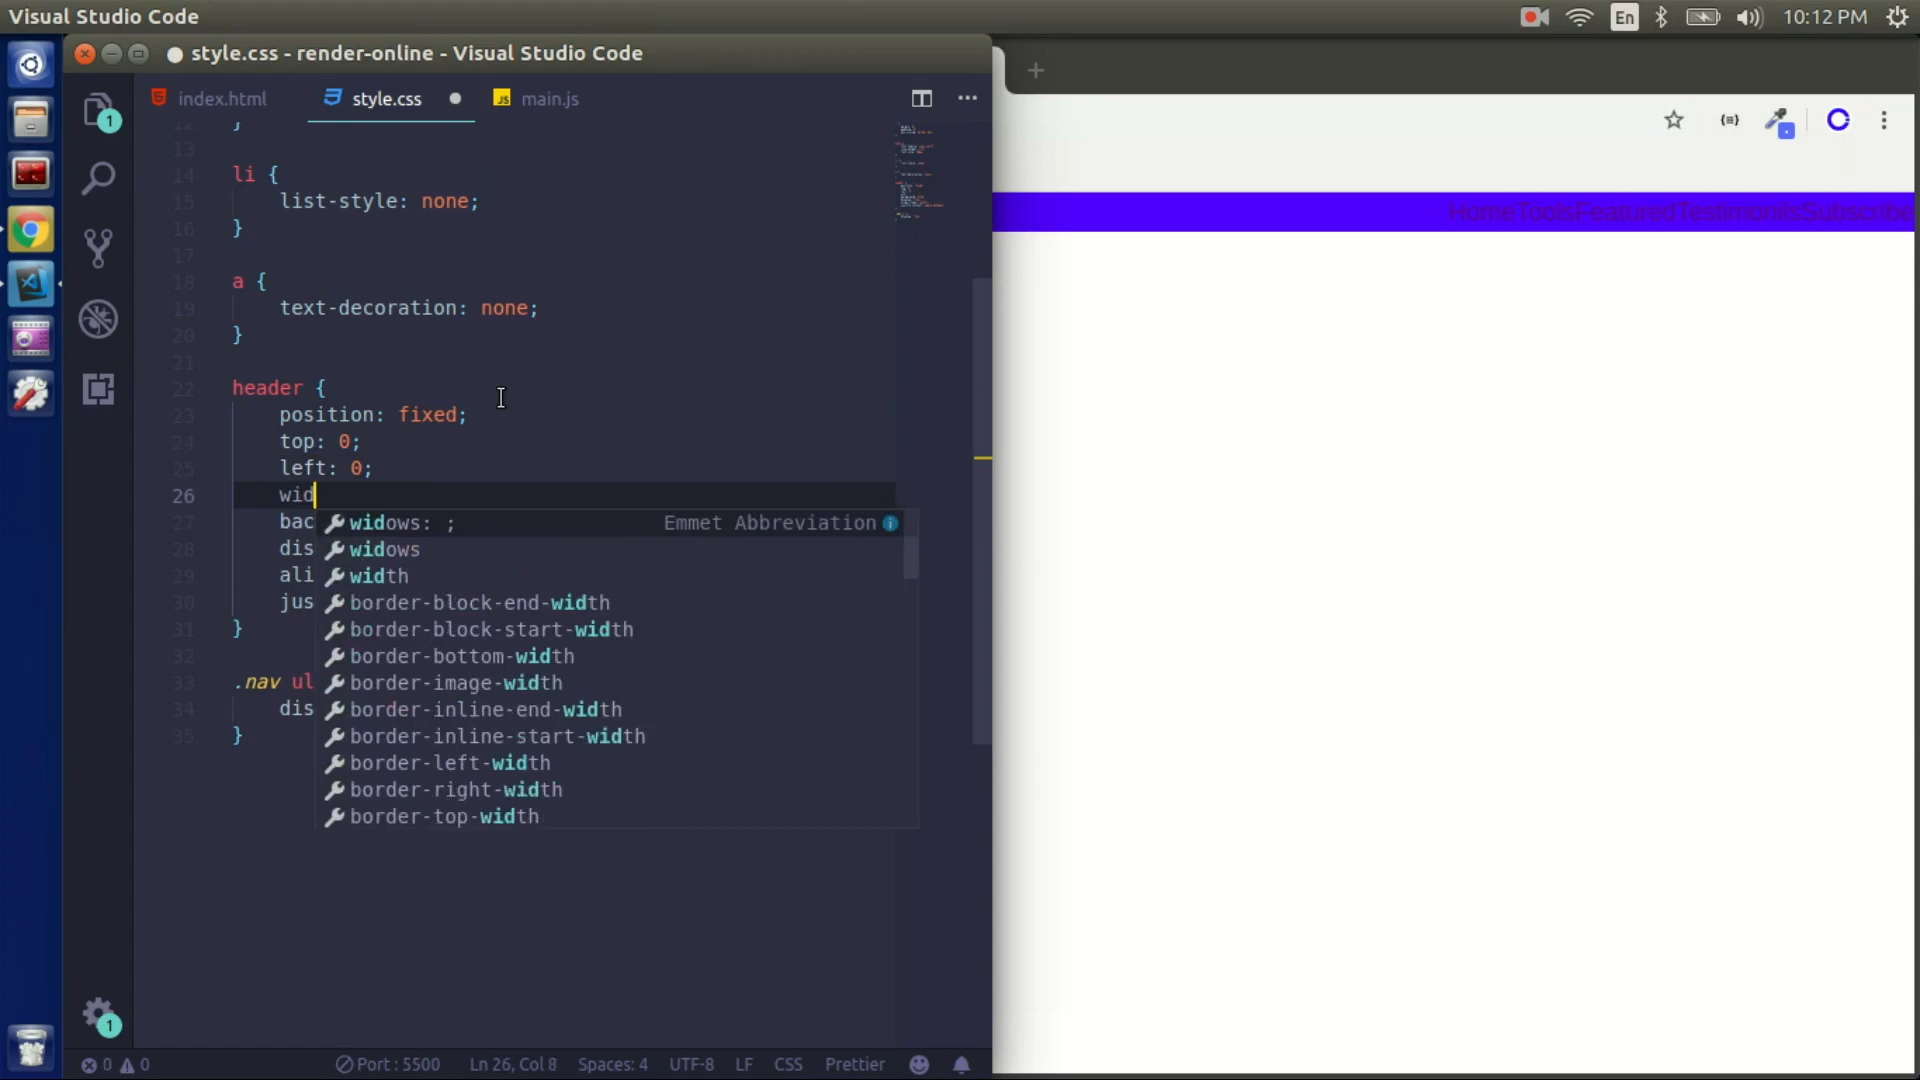 Visual Studio Code
En
10:12 PM
style.css - render-online - Visual Studio Code
index.html
style.css
JS
main.js
1
12 }
13
14 li {
15 list-style: none;
16 }
17
18 a {
19 text-decoration: none;
20 }
21
22 header {
23 position: fixed;
24 top: 0;
25 left: 0;
26 wid
27 bac
28 dis
29 ali
30 jus
31 }
32
33 .nav ul
34 dis
35 }
widows: ; Emmet Abbreviation
widows
width
border-block-end-width
border-block-start-width
border-bottom-width
border-image-width
border-inline-end-width
border-inline-start-width
border-left-width
border-right-width
border-top-width
HomeToolsFeaturedTestimonilsSubscribe
1
0 0
Port : 5500
Ln 26, Col 8
Spaces: 4
UTF-8
LF
CSS
Prettier